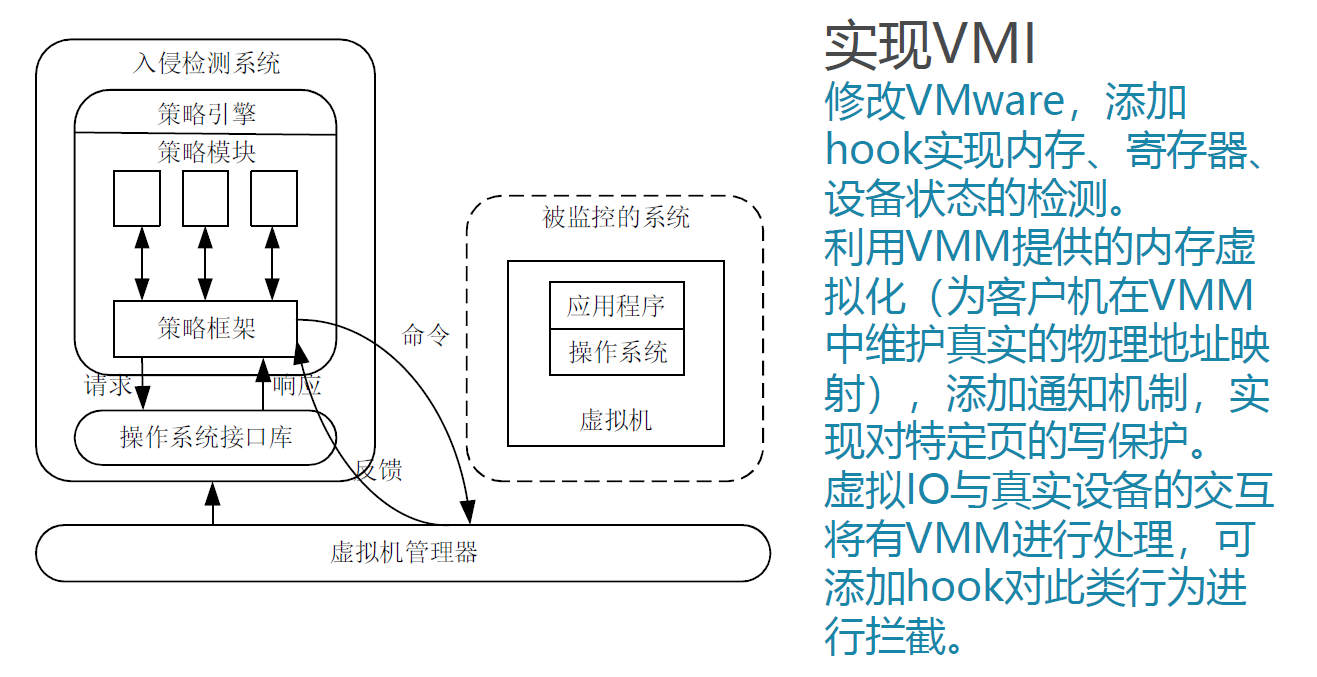 入侵检测系统
策略引擎
策略模块
策略框架
请求
响应
操作系统接口库
命令
反馈
被监控的系统
应用程序
操作系统
虚拟机
虚拟机管理器
实现VMI
修改VMware，添加
hook实现内存、寄存器、
设备状态的检测。
利用VMM提供的内存虚
拟化（为客户机在VMM
中维护真实的物理地址映
射），添加通知机制，实
现对特定页的写保护。
虚拟IO与真实设备的交互
将有VMM进行处理，可
添加hook对此类行为进
行拦截。